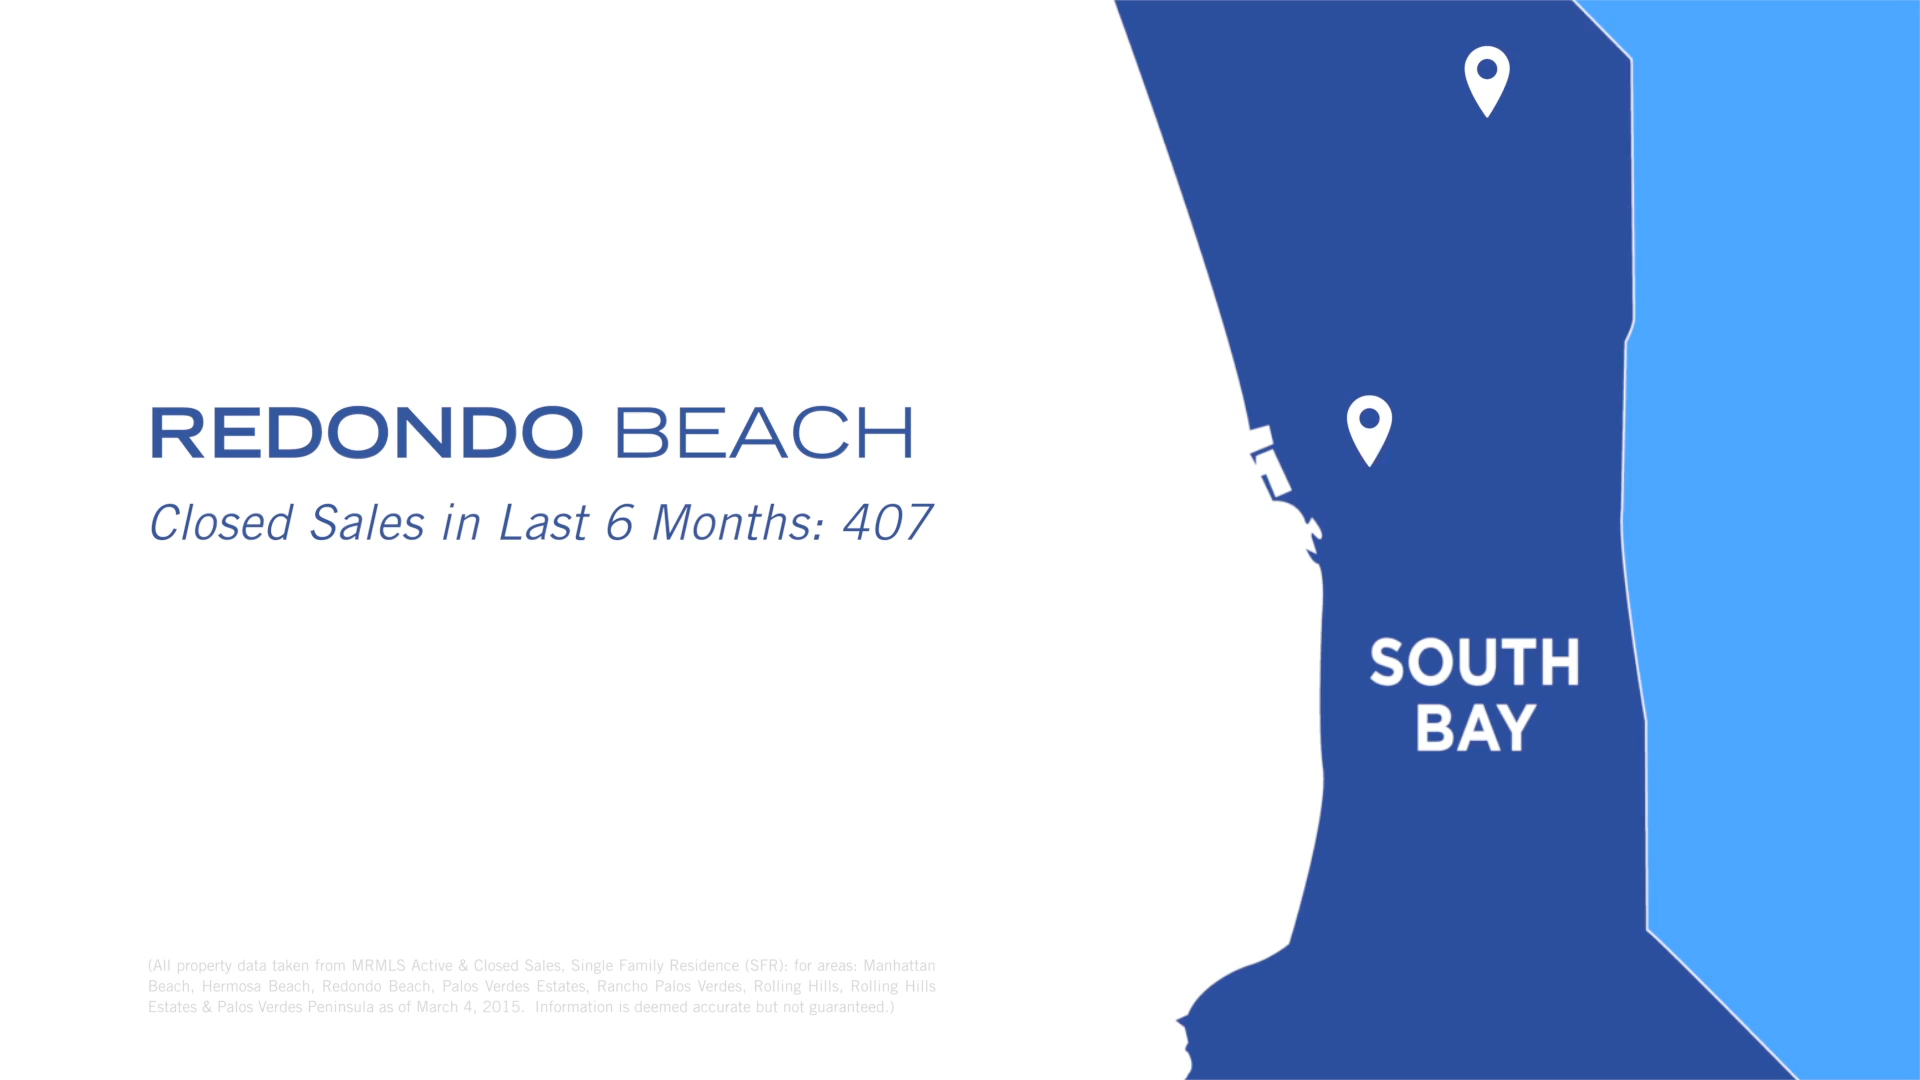 REDONDO BEACH
Closed Sales in Last 6 Months: 407
SOUTH
BAY
(All property data taken from MRMLS Active & Closed Sales, Single Family Residence (SFR): for areas: Manhattan
Beach, Hermosa Beach, Redondo Beach, Palos Verdes Estates, Rancho Palos Verdes, Rolling Hills, Rolling Hills
Estates & Palos Verdes Peninsula as of March 4, 2015. Information is deemed accurate but not guaranteed.)